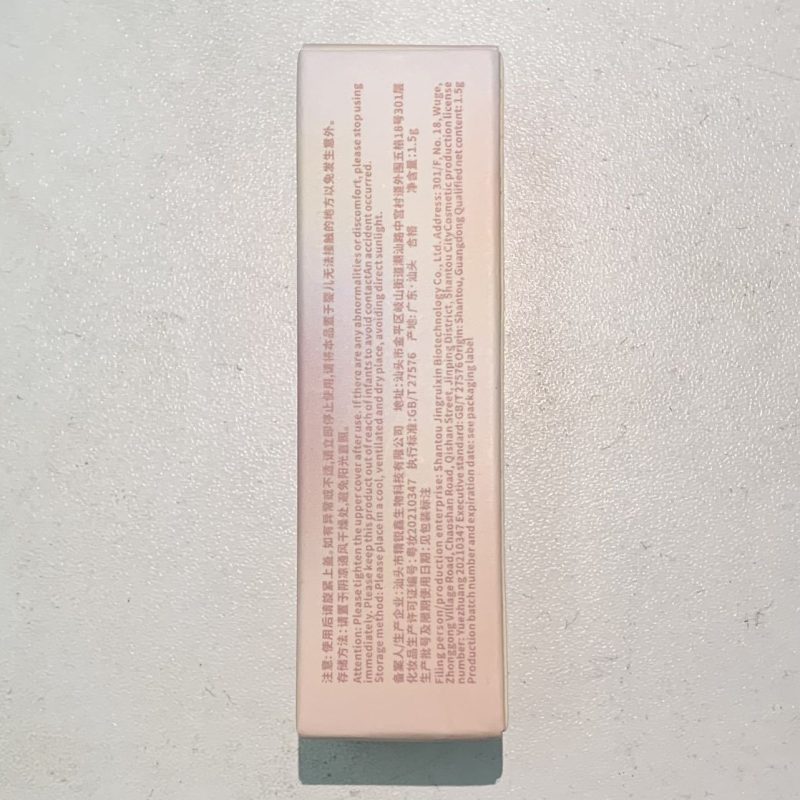 注意:使用后请旋紧上盖。如有异常或不适,请立即停止使用,请将本品置于婴儿无法接触的地方以免发生意外。
存储方法:请置于阴凉通风干燥处,避免阳光直照。
Attention: Please tighten the upper cover after use. If there are any abnormalities or discomfort, please stop using
immediately. Please keep this product out of reach of infants to avoid contactAn accident occurred.
Storage method: Please place in a cool, ventilated and dry place, avoiding direct sunlight.
备案人/生产企业:汕头市精银鑫生物科技有限公司 地址:汕头市金平区岐山街道潮汕路中宫村道外围五格18号301层
化妆品生产许可证编号:粤妆20210347 执行标准:GB/T 27576 产地:广东·汕头 合格 净含量:1.5g
生产批号及限期使用日期:见包装标注
Filing person/production enterprise: Shantou Jingruixin Biotechnology Co., Ltd. Address: 301/F, No. 18, Wuge,
Zhonggong Village Road, Chaoshan Road, Qishan Street, Jinping District, Shantou CityCosmetic production license
number: Yuezhuang 20210347 Executive standard: GB/T 27576 Origin: Shantou, Guangdong Qualified net content: 1.5g
Production batch number and expiration date: see packaging label